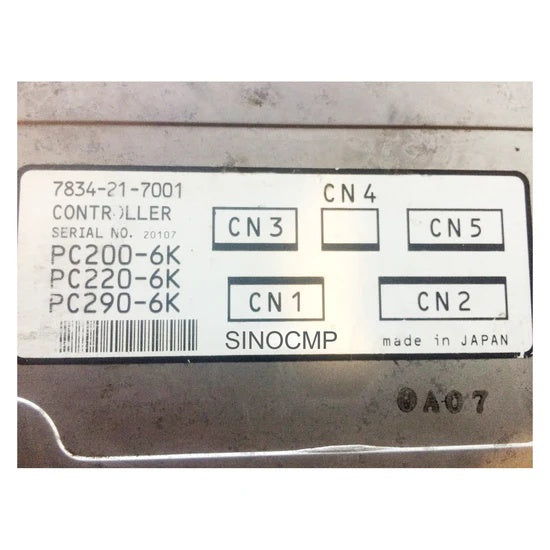 7834-21-7001
CN4
CONTROLLER
CN3
CN5
SERIAL NO. 20107
PC200-6K
PC220-6K
PC290-6K
CN1
CN2
SINOCMP
made in JAPAN
0A07